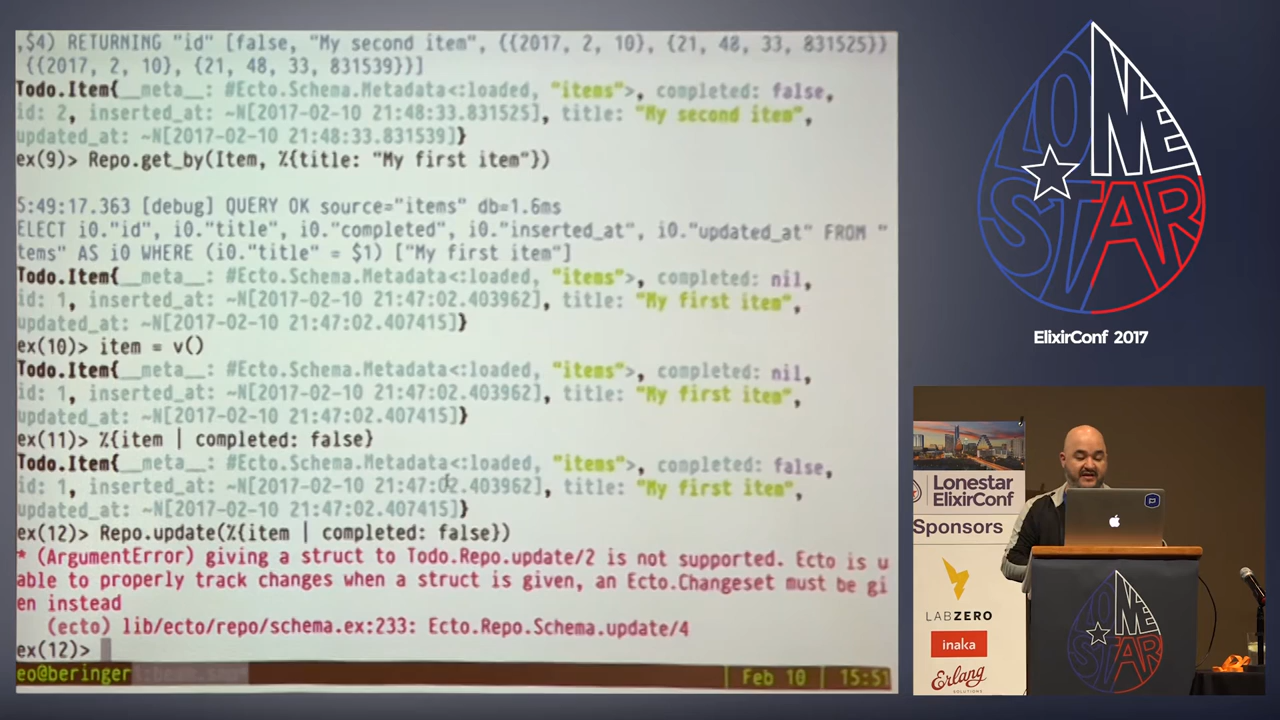 ,$4) RETURNING "id" [false, "My second item", {{2017, 2, 10}, {21, 48, 33, 831525}}
{{2017, 2, 10}, {21, 48, 33, 831539}}]
Todo.Item{__meta__: #Ecto.Schema.Metadata<:loaded, "items">, completed: false,
id: 2, inserted_at: ~N[2017-02-10 21:48:33.831525], title: "My second item",
updated_at: ~N[2017-02-10 21:48:33.831539]}
ex(9)> Repo.get_by(Item, %{title: "My first item"})
5:49:17.363 [debug] QUERY OK source="items" db=1.6ms
ELECT i0."id", i0."title", i0."completed", i0."inserted_at", i0."updated_at" FROM "
tems" AS i0 WHERE (i0."title" = $1) ["My first item"]
Todo.Item{__meta__: #Ecto.Schema.Metadata<:loaded, "items">, completed: nil,
id: 1, inserted_at: ~N[2017-02-10 21:47:02.403962], title: "My first item",
updated_at: ~N[2017-02-10 21:47:02.407415]}
ex(10)> item = v()
Todo.Item{__meta__: #Ecto.Schema.Metadata<:loaded, "items">, completed: nil,
id: 1, inserted_at: ~N[2017-02-10 21:47:02.403962], title: "My first item",
updated_at: ~N[2017-02-10 21:47:02.407415]}
ex(11)> %{item | completed: false}
Todo.Item{__meta__: #Ecto.Schema.Metadata<:loaded, "items">, completed: false,
id: 1, inserted_at: ~N[2017-02-10 21:47:02.403962], title: "My first item",
updated_at: ~N[2017-02-10 21:47:02.407415]}
ex(12)> Repo.update(%{item | completed: false})
* (ArgumentError) giving a struct to Todo.Repo.update/2 is not supported. Ecto is u
able to properly track changes when a struct is given, an Ecto.Changeset must be gi
en instead
(ecto) lib/ecto/repo/schema.ex:233: Ecto.Repo.Schema.update/4
ex(12)>
eo@beringer
Feb 10 | 15:51
LONE
STAR
ElixirConf 2017
Lonestar
ElixirConf
Sponsors
LABZERO
inaka
Erlang
SOLUTIONS
LONE
STAR